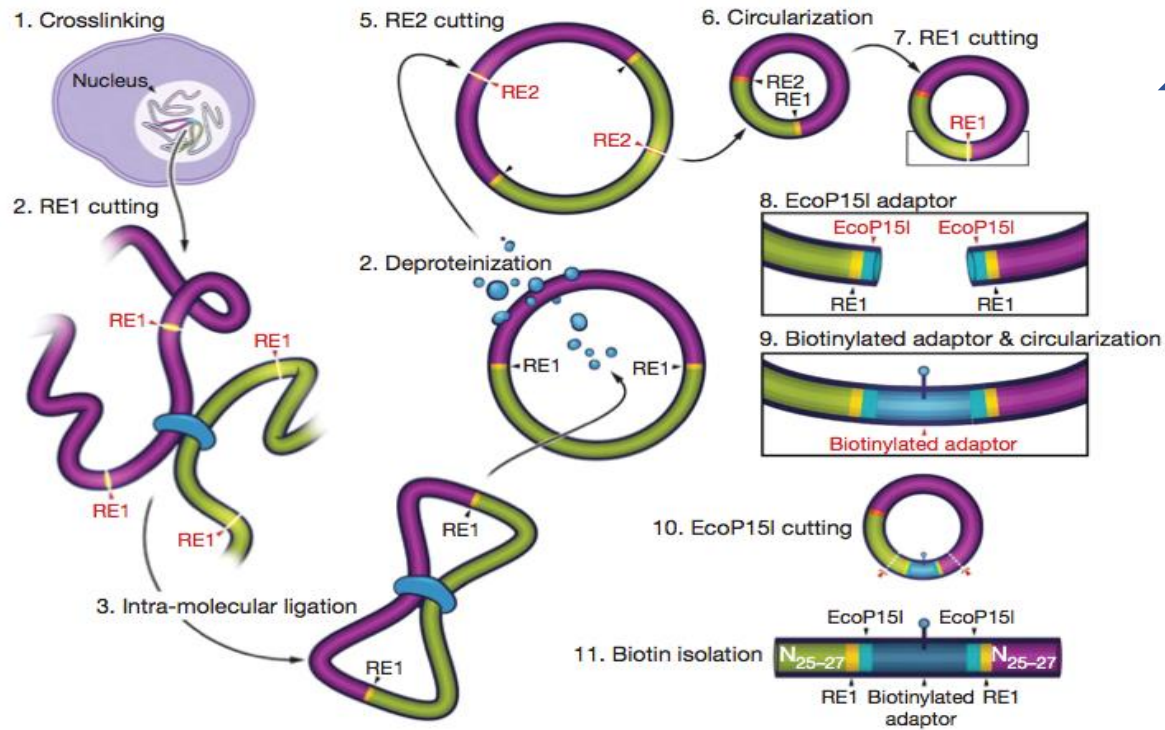 1. Crosslinking
Nucleus
2. RE1 cutting
RE1
RE1
RE1
RE1
3. Intra-molecular ligation
RE1
RE1
2. Deproteinization
RE1
RE1
5. RE2 cutting
RE2
RE2
6. Circularization
RE2
RE1
7. RE1 cutting
RE1
8. EcoP15I adaptor
EcoP15I
EcoP15I
RE1
RE1
9. Biotinylated adaptor & circularization
Biotinylated adaptor
10. EcoP15I cutting
11. Biotin isolation
EcoP15I
EcoP15I
N25–27
N25–27
RE1
Biotinylated
adaptor
RE1